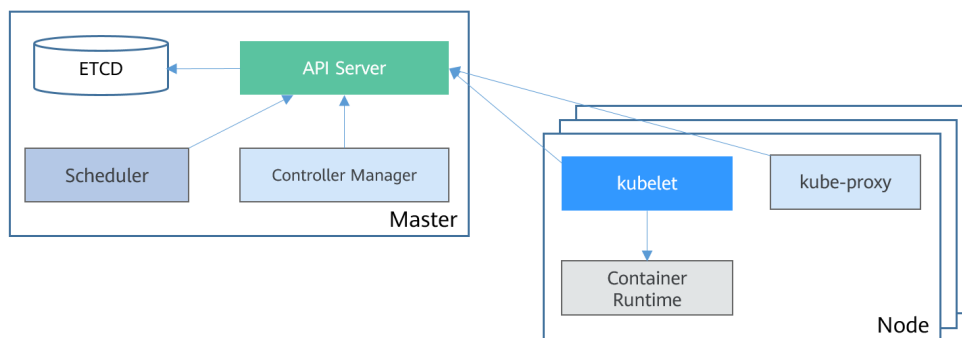 ETCD
API Server
Scheduler
Controller Manager
Master
kubelet
kube-proxy
Container
Runtime
Node